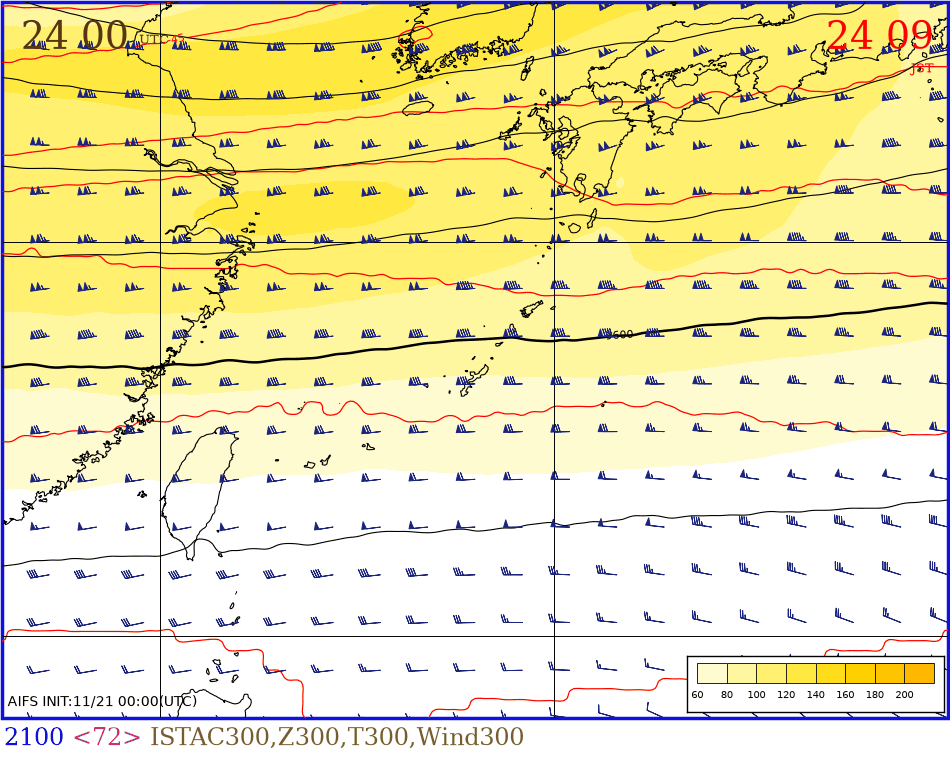 24 00 UTC
24 09
JST
9600
60 80 100 120 140 160 180 200
AIFS INIT:11/21 00:00(UTC)
2100 <72> ISTAC300,Z300,T300,Wind300